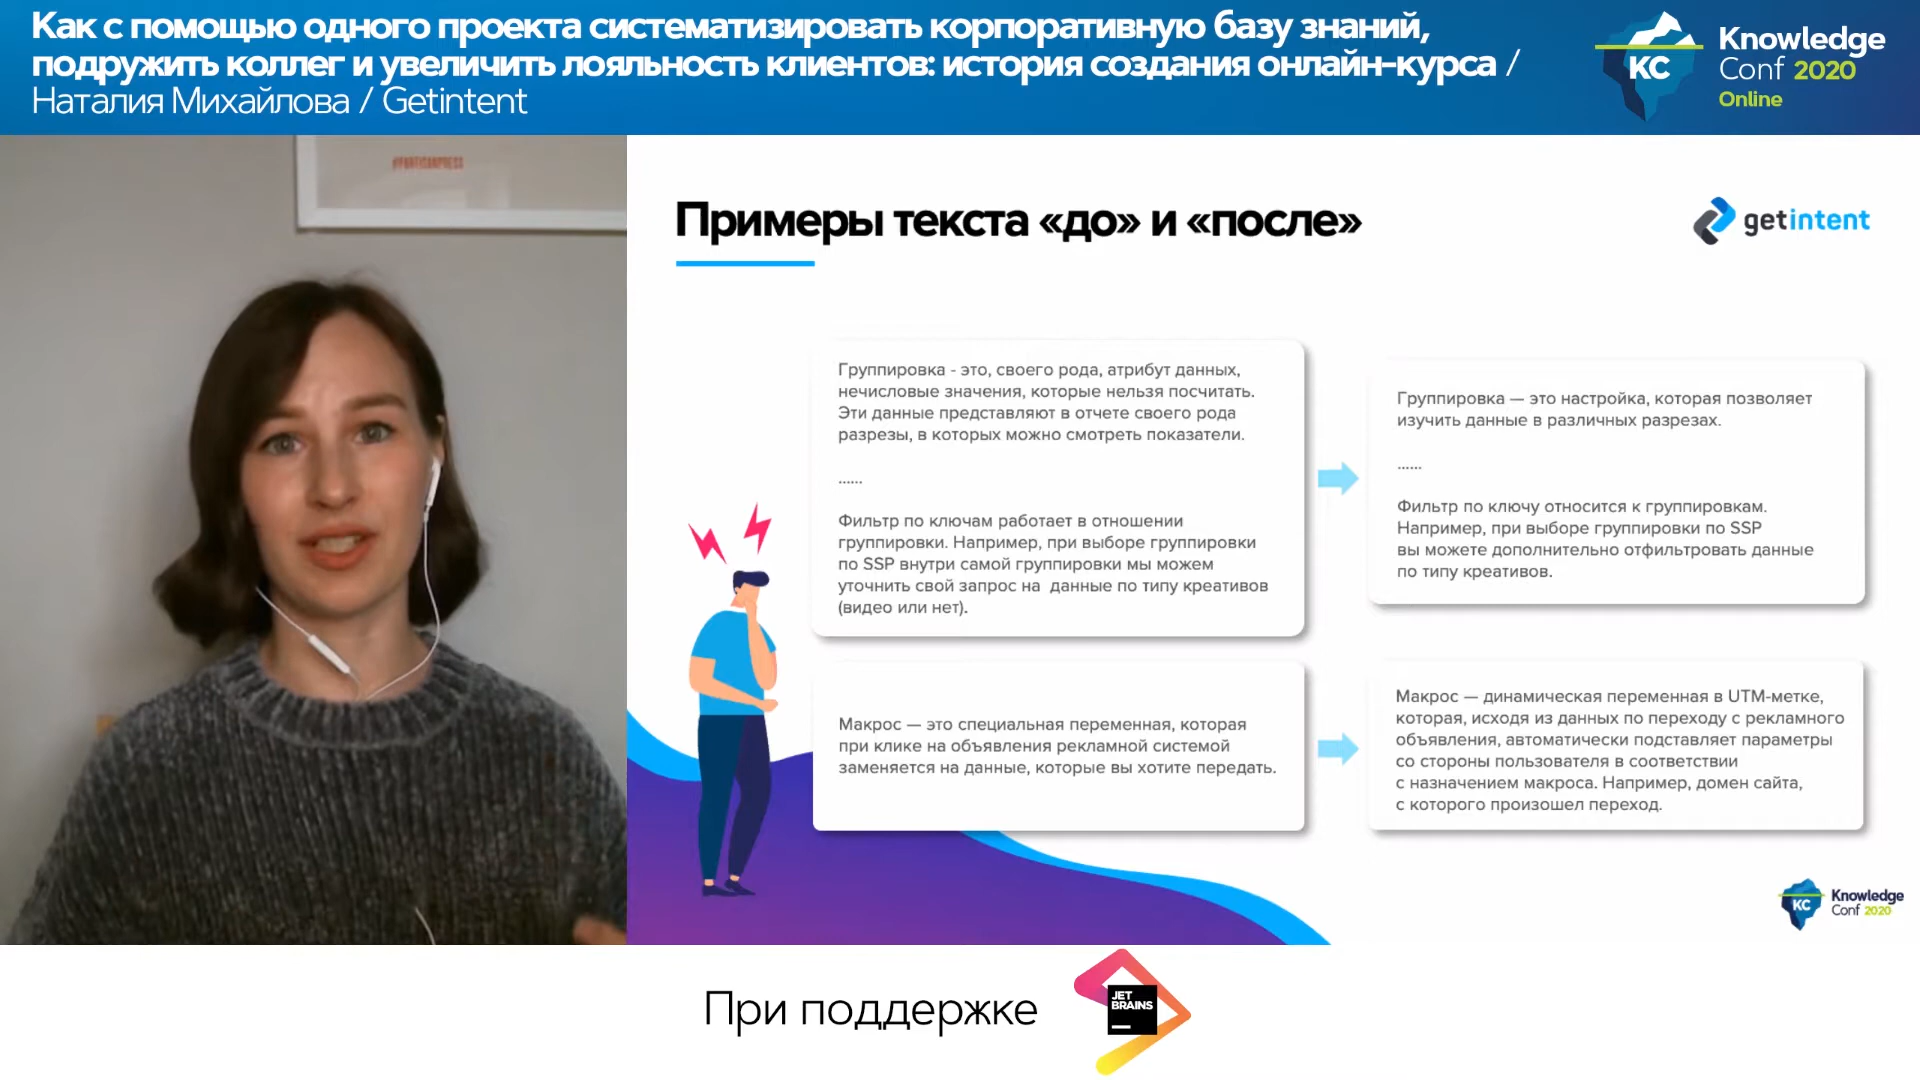 Как с помощью одного проекта систематизировать корпоративную базу знаний,
подружить коллег и увеличить лояльность клиентов: история создания онлайн-курса /
Наталия Михайлова / Getintent
KC
Knowledge
Conf 2020
Online
#PARTISANPRESS
Примеры текста «до» и «после»
getintent
Группировка - это, своего рода, атрибут данных,
нечисловые значения, которые нельзя посчитать.
Эти данные представляют в отчете своего рода
разрезы, в которых можно смотреть показатели.
......
Фильтр по ключам работает в отношении
группировки. Например, при выборе группировки
по SSP внутри самой группировки мы можем
уточнить свой запрос на  данные по типу креативов
(видео или нет).
Группировка — это настройка, которая позволяет
изучить данные в различных разрезах.
......
Фильтр по ключу относится к группировкам.
Например, при выборе группировки по SSP
вы можете дополнительно отфильтровать данные
по типу креативов.
Макрос — это специальная переменная, которая
при клике на объявления рекламной системой
заменяется на данные, которые вы хотите передать.
Макрос — динамическая переменная в UTM-метке,
которая, исходя из данных по переходу с рекламного
объявления, автоматически подставляет параметры
со стороны пользователя в соответствии
с назначением макроса. Например, домен сайта,
с которого произошел переход.
KC
Knowledge
Conf 2020
При поддержке
JET
BRAINS